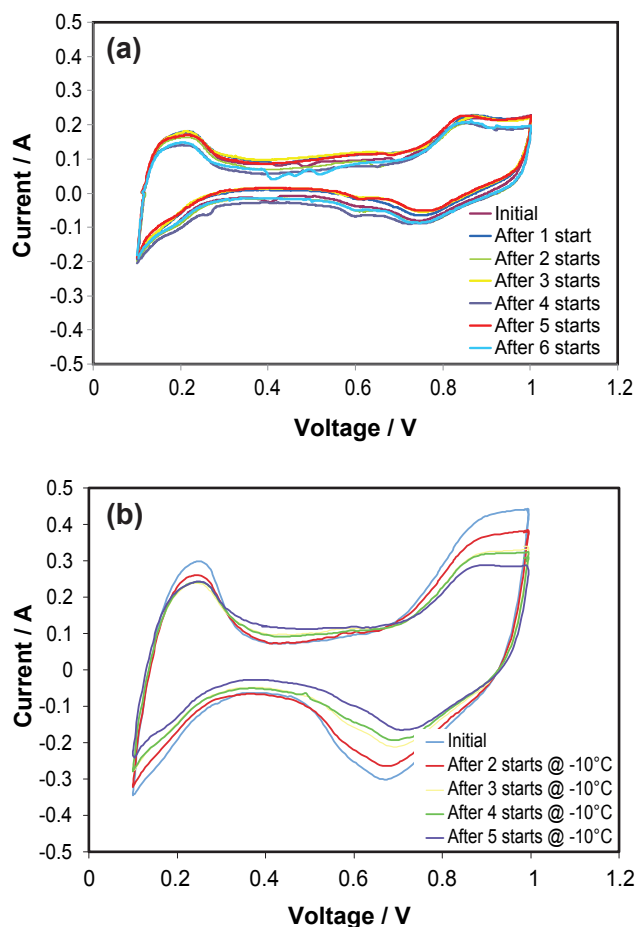 (a)
0.5
0.4
0.3
0.2
0.1
0.0
-0.1
-0.2
-0.3
-0.4
-0.5
Current / A
Initial
After 1 start
After 2 starts
After 3 starts
After 4 starts
After 5 starts
After 6 starts
0 0.2 0.4 0.6 0.8 1 1.2
Voltage / V
(b)
0.5
0.4
0.3
0.2
0.1
0
-0.1
-0.2
-0.3
-0.4
-0.5
Current / A
Initial
After 2 starts @ -10°C
After 3 starts @ -10°C
After 4 starts @ -10°C
After 5 starts @ -10°C
0 0.2 0.4 0.6 0.8 1 1.2
Voltage / V